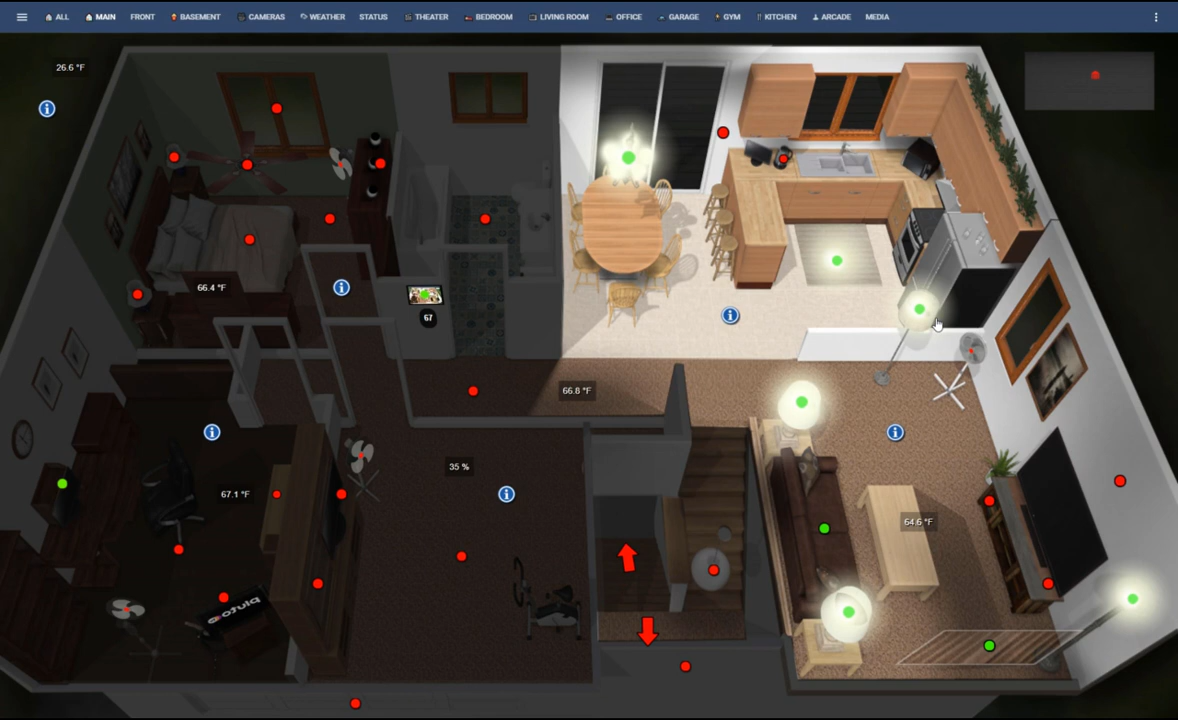 ALL MAIN FRONT BASEMENT CAMERAS WEATHER STATUS THEATER BEDROOM LIVING ROOM OFFICE GARAGE GYM KITCHEN ARCADE MEDIA
26.6 °F
i
66.4 °F
i
67
i
66.8 °F
i
i
35 %
67.1 °F
i
64.6 °F